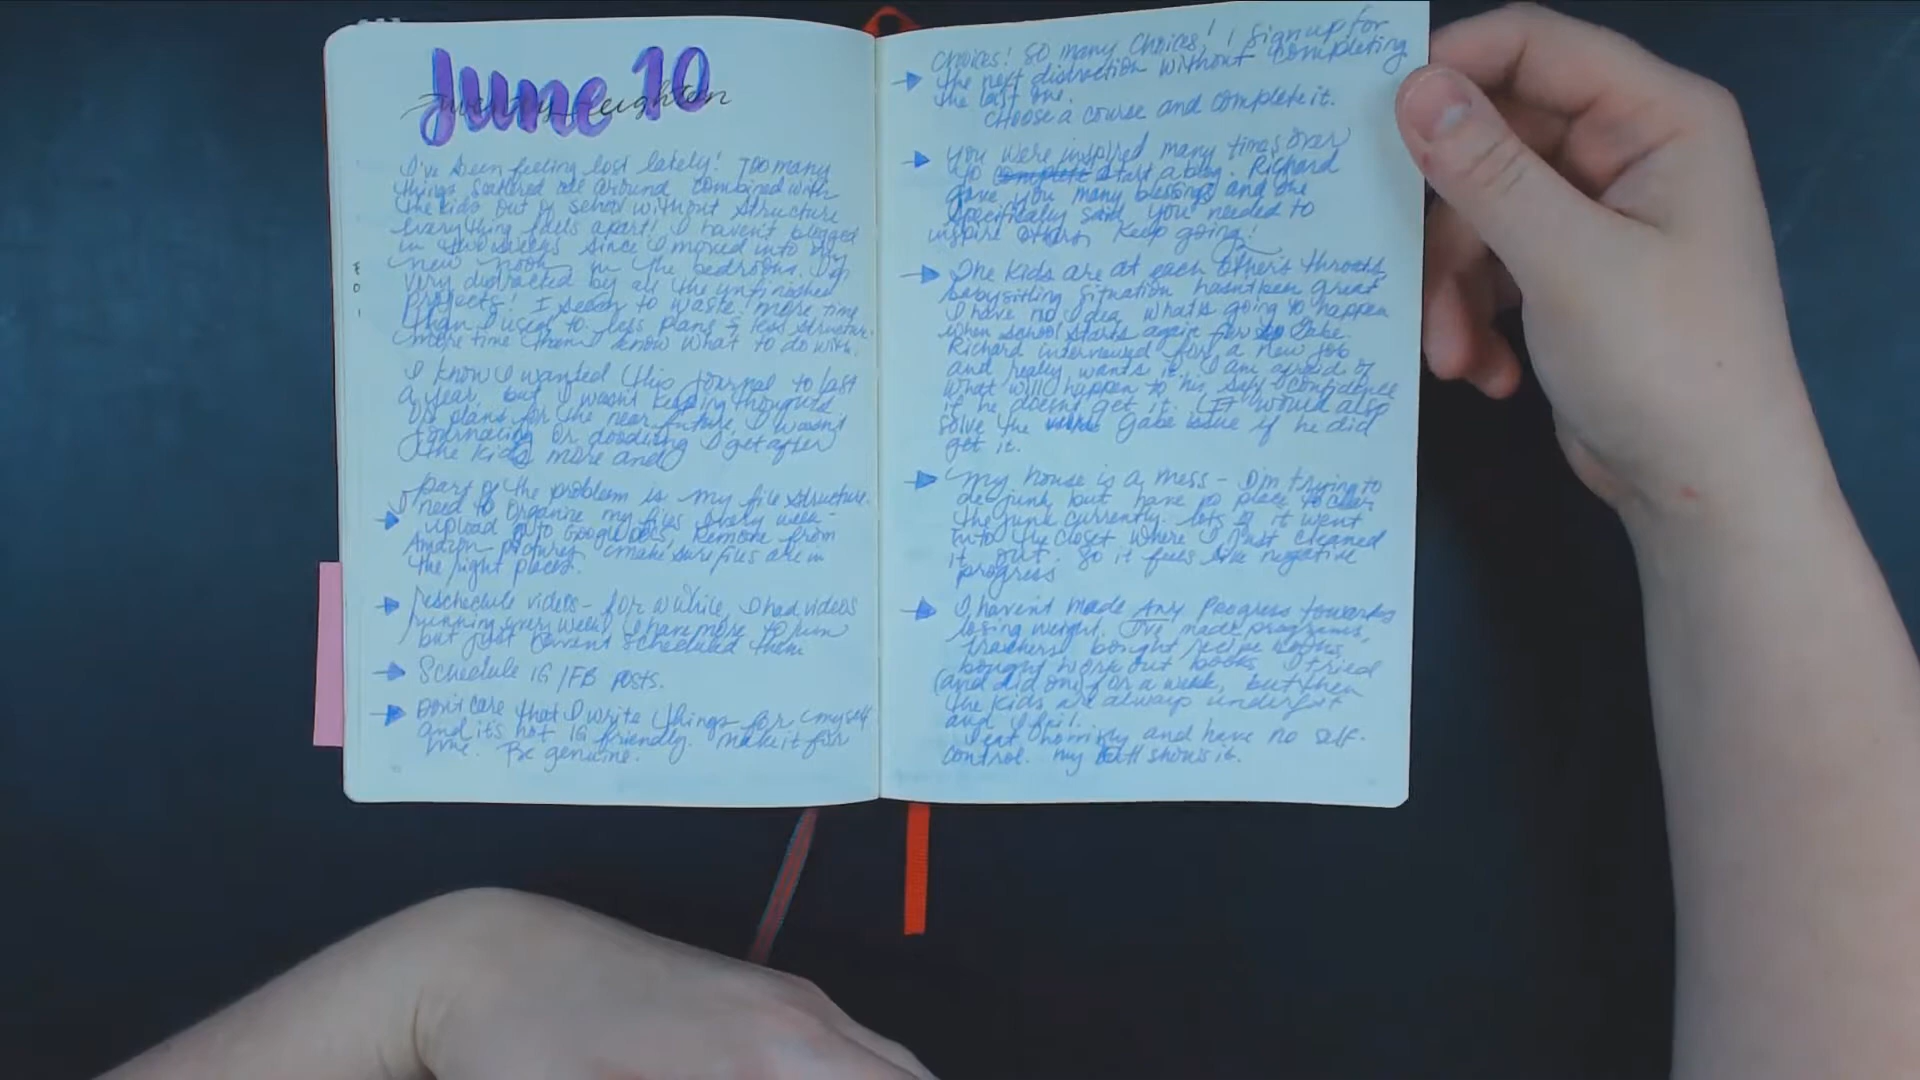 June 10
Twenty Eighteen
I've been feeling lost lately! Too many
things scattered me around combined with
the kids out of school without structure
everything falls apart! I haven't blogged
in two weeks since I moved into my
new nook in the bedroom. I'm
very distracted by all the unfinished
projects! I seem to waste more time
than I used to. Less plans + less structure.
more time then I know what to do with.
I know I wanted this journal to last
a year, but I wasn't keeping thoughts
or plans for the near future, I wasn't
journaling or doodling I get after
the kids more and
part of the problem is my file structure.
I need to organize my files every week -
upload to Google Docs, Remove from
Amazon pictures, make sure files are in
the right places.
reschedule videos - for a while, I had videos
running every week. I have more to run
but just haven't scheduled them
Schedule IG/FB posts.
Don't care that I write things for myself
and it's not IG friendly. Make it for
me. Be genuine.
Choices! So many choices! I sign up for
the next distraction without completing
the last one.
Choose a course and complete it.
You were inspired many times over
to start a blog. Richard
gave you many blessings and one
specifically said you needed to
inspire others. Keep going!
The kids are at each other's throats,
babysitting situation hasn't been great
I have no idea what's going to happen
when school starts again for Gabe.
Richard interviewed for a new job
and really wants it. I am afraid of
what will happen to his self-confidence
if he doesn't get it. It would also
solve the Gabe issue if he did
get it.
My house is a mess - I'm trying to
de-junk but have no place to clear
the junk currently. lots of it went
into the closet where I just cleaned
it out. So it feels like negative
progress
I haven't made any progress towards
losing weight. I've made programs,
trackers, bought recipe books,
bought work out books, I tried
(and did one) for a week, but then
the kids are always underfoot
and I fail.
I eat horribly and have no self-
control. My butt shows it.